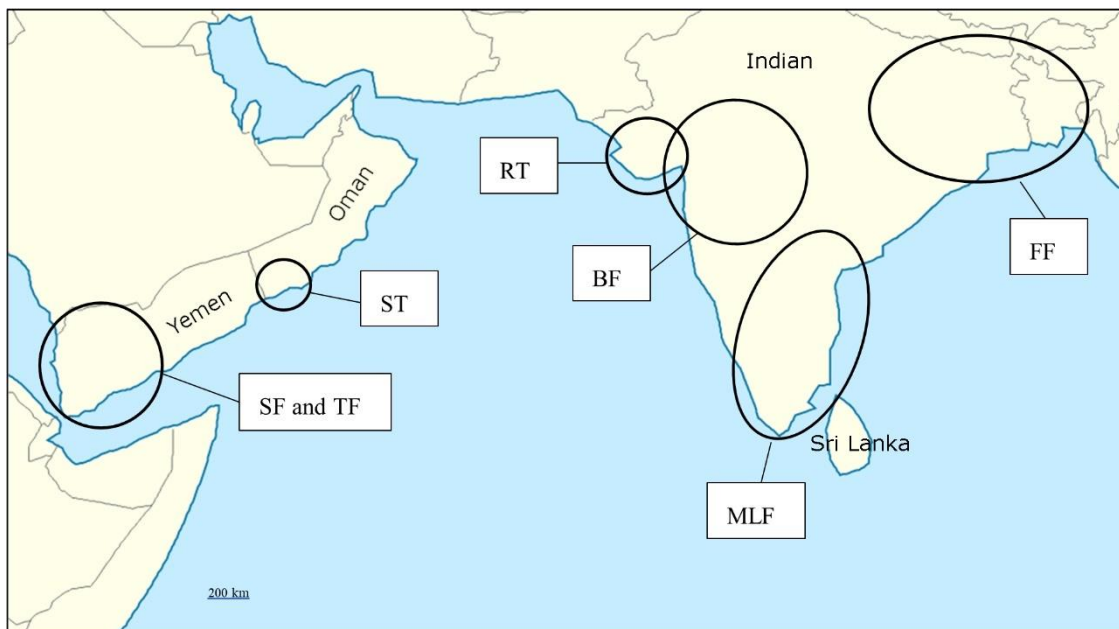 Indian
RT
Oman
BF
FF
ST
Yemen
SF and TF
Sri Lanka
MLF
200 km